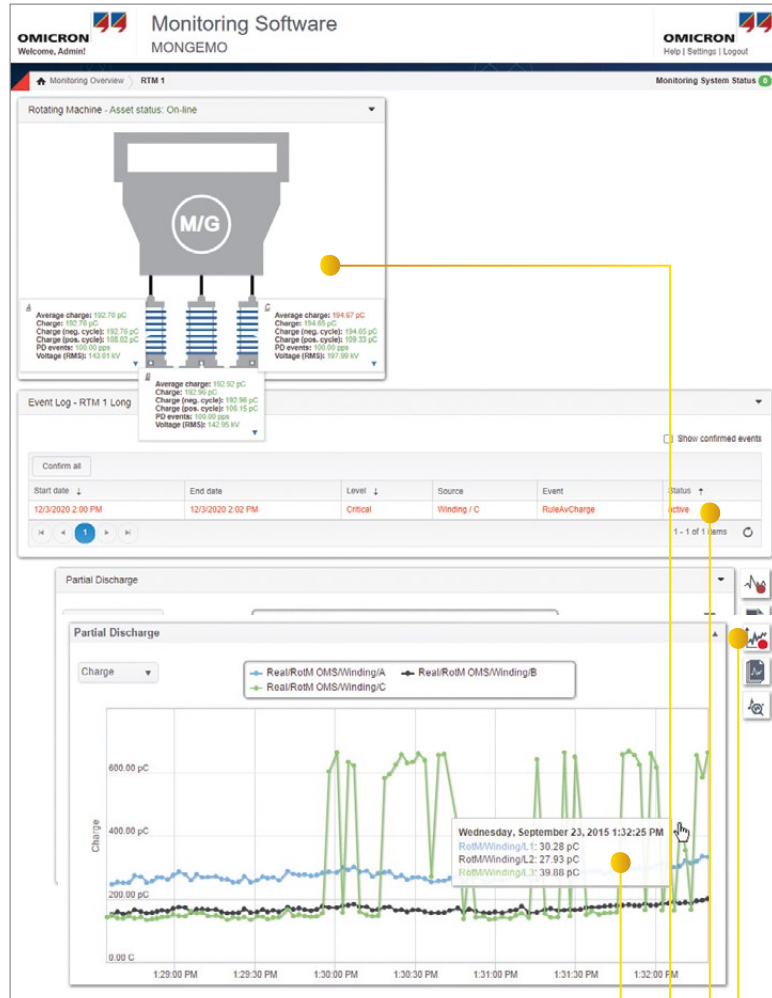 OMICRON
Welcome, Admin!
Monitoring Software
MONGEMO
OMICRON
Help | Settings | Logout
Monitoring Overview
RTM 1
Monitoring System Status 0
Rotating Machine - Asset status: On-line
M/G
A
Average charge: 192.70 pC
Charge: 192.76 pC
Charge (neg. cycle): 192.76 pC
Charge (pos. cycle): 108.02 pC
PD events: 100.00 pps
Voltage (RMS): 143.01 kV
C
Average charge: 194.67 pC
Charge: 194.65 pC
Charge (neg. cycle): 194.65 pC
Charge (pos. cycle): 109.33 pC
PD events: 100.00 pps
Voltage (RMS): 197.99 kV
B
Average charge: 192.92 pC
Charge: 192.96 pC
Charge (neg. cycle): 192.96 pC
Charge (pos. cycle): 108.15 pC
PD events: 100.00 pps
Voltage (RMS): 142.95 kV
Event Log - RTM 1 Long
Show confirmed events
Confirm all
Start date ↓ End date Level ↓ Source Event Status ↑
12/3/2020 2:00 PM 12/3/2020 2:02 PM Critical Winding / C RuleAvCharge active
1
1 - 1 of 1 items
Partial Discharge
Partial Discharge
Charge
Real/RotM OMS/Winding/A Real/RotM OMS/Winding/B
Real/RotM OMS/Winding/C
Charge
600.00 pC
400.00 pC
200.00 pC
0.00 C
Wednesday, September 23, 2015 1:32:25 PM
RotM/Winding/L1: 30.28 pC
RotM/Winding/L2: 27.93 pC
RotM/Winding/L3: 39.88 pC
1:29:00 PM 1:29:30 PM 1:30:00 PM 1:30:30 PM 1:31:00 PM 1:31:30 PM 1:32:00 PM